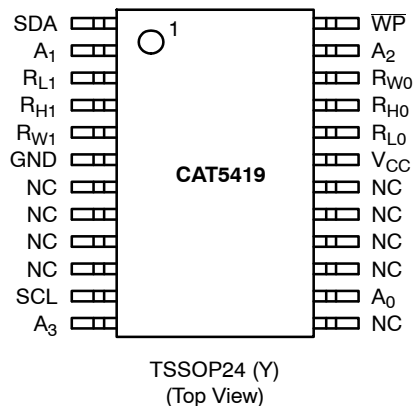 SDA WP
1
A1 A2
RL1 RW0
RH1 RH0
RW1 RL0
GND VCC
CAT5419
NC NC
NC NC
NC NC
NC NC
SCL A0
A3 NC
TSSOP24 (Y)
(Top View)